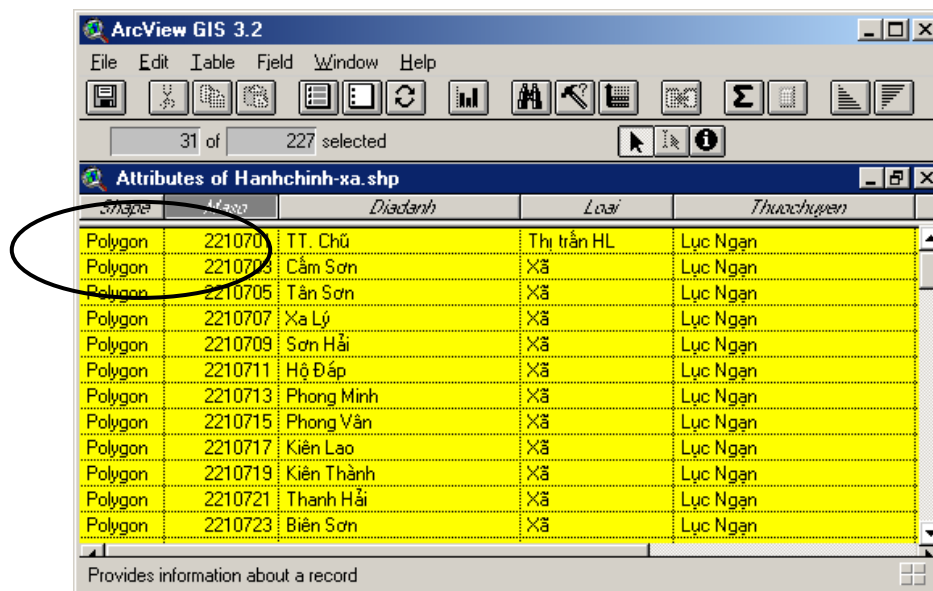 ArcView GIS 3.2
File Edit Table Field Window Help
31 of 227 selected
Attributes of Hanhchinh-xa.shp
Shape Maso Diadanh Loai Thuochuyen
Polygon 2210701 TT. Chũ Thị trấn HL Lục Ngạn
Polygon 2210703 Cấm Sơn Xã Lục Ngạn
Polygon 2210705 Tân Sơn Xã Lục Ngạn
Polygon 2210707 Xa Lý Xã Lục Ngạn
Polygon 2210709 Sơn Hải Xã Lục Ngạn
Polygon 2210711 Hộ Đáp Xã Lục Ngạn
Polygon 2210713 Phong Minh Xã Lục Ngạn
Polygon 2210715 Phong Vân Xã Lục Ngạn
Polygon 2210717 Kiên Lao Xã Lục Ngạn
Polygon 2210719 Kiên Thành Xã Lục Ngạn
Polygon 2210721 Thanh Hải Xã Lục Ngạn
Polygon 2210723 Biên Sơn Xã Lục Ngạn
Provides information about a record